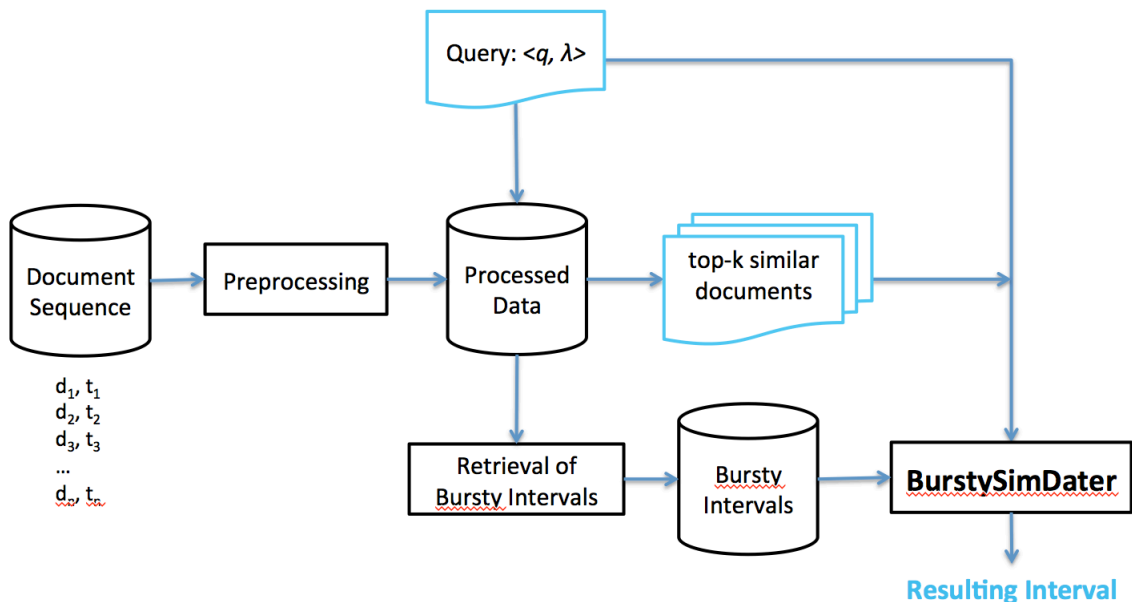 Query: <q, λ>
Document
Sequence
Preprocessing
Processed
Data
top-k similar
documents
d₁, t₁
d₂, t₂
d₃, t₃
...
dₙ, tₙ
Retrieval of
Bursty Intervals
Bursty
Intervals
BurstySimDater
Resulting Interval